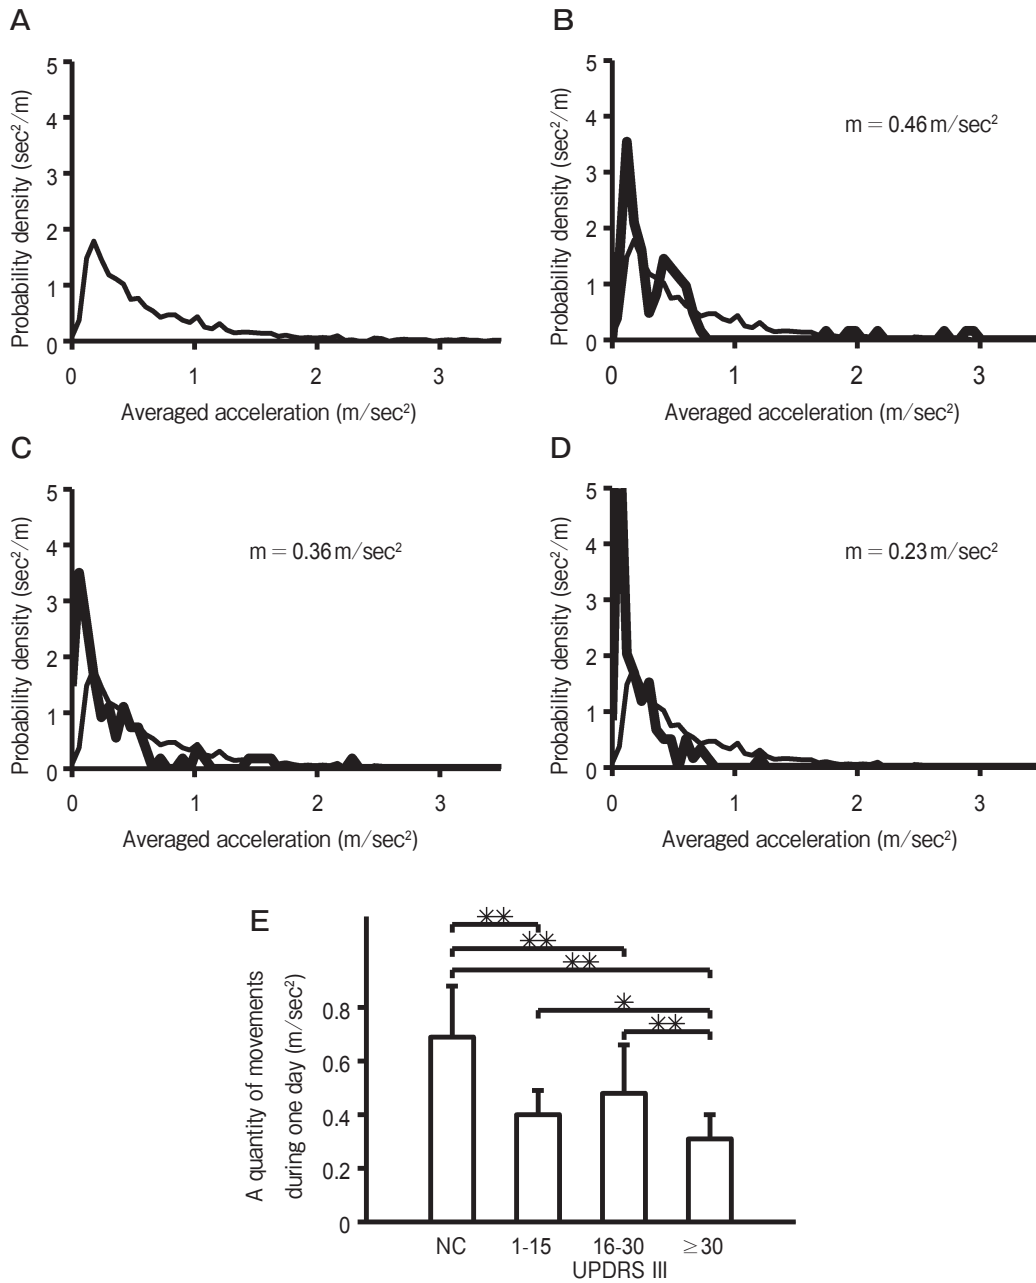 A
Probability density (sec²/m)
5
4
3
2
1
0
0 1 2 3
Averaged acceleration (m/sec²)
B
Probability density (sec²/m)
5
4
3
2
1
0
m = 0.46 m/sec²
0 1 2 3
Averaged acceleration (m/sec²)
C
Probability density (sec²/m)
5
4
3
2
1
0
m = 0.36 m/sec²
0 1 2 3
Averaged acceleration (m/sec²)
D
Probability density (sec²/m)
5
4
3
2
1
0
m = 0.23 m/sec²
0 1 2 3
Averaged acceleration (m/sec²)
E
A quantity of movements
during one day (m/sec²)
**
**
**
*
**
0.8
0.6
0.4
0.2
0
NC 1-15 16-30 ≥30
UPDRS III